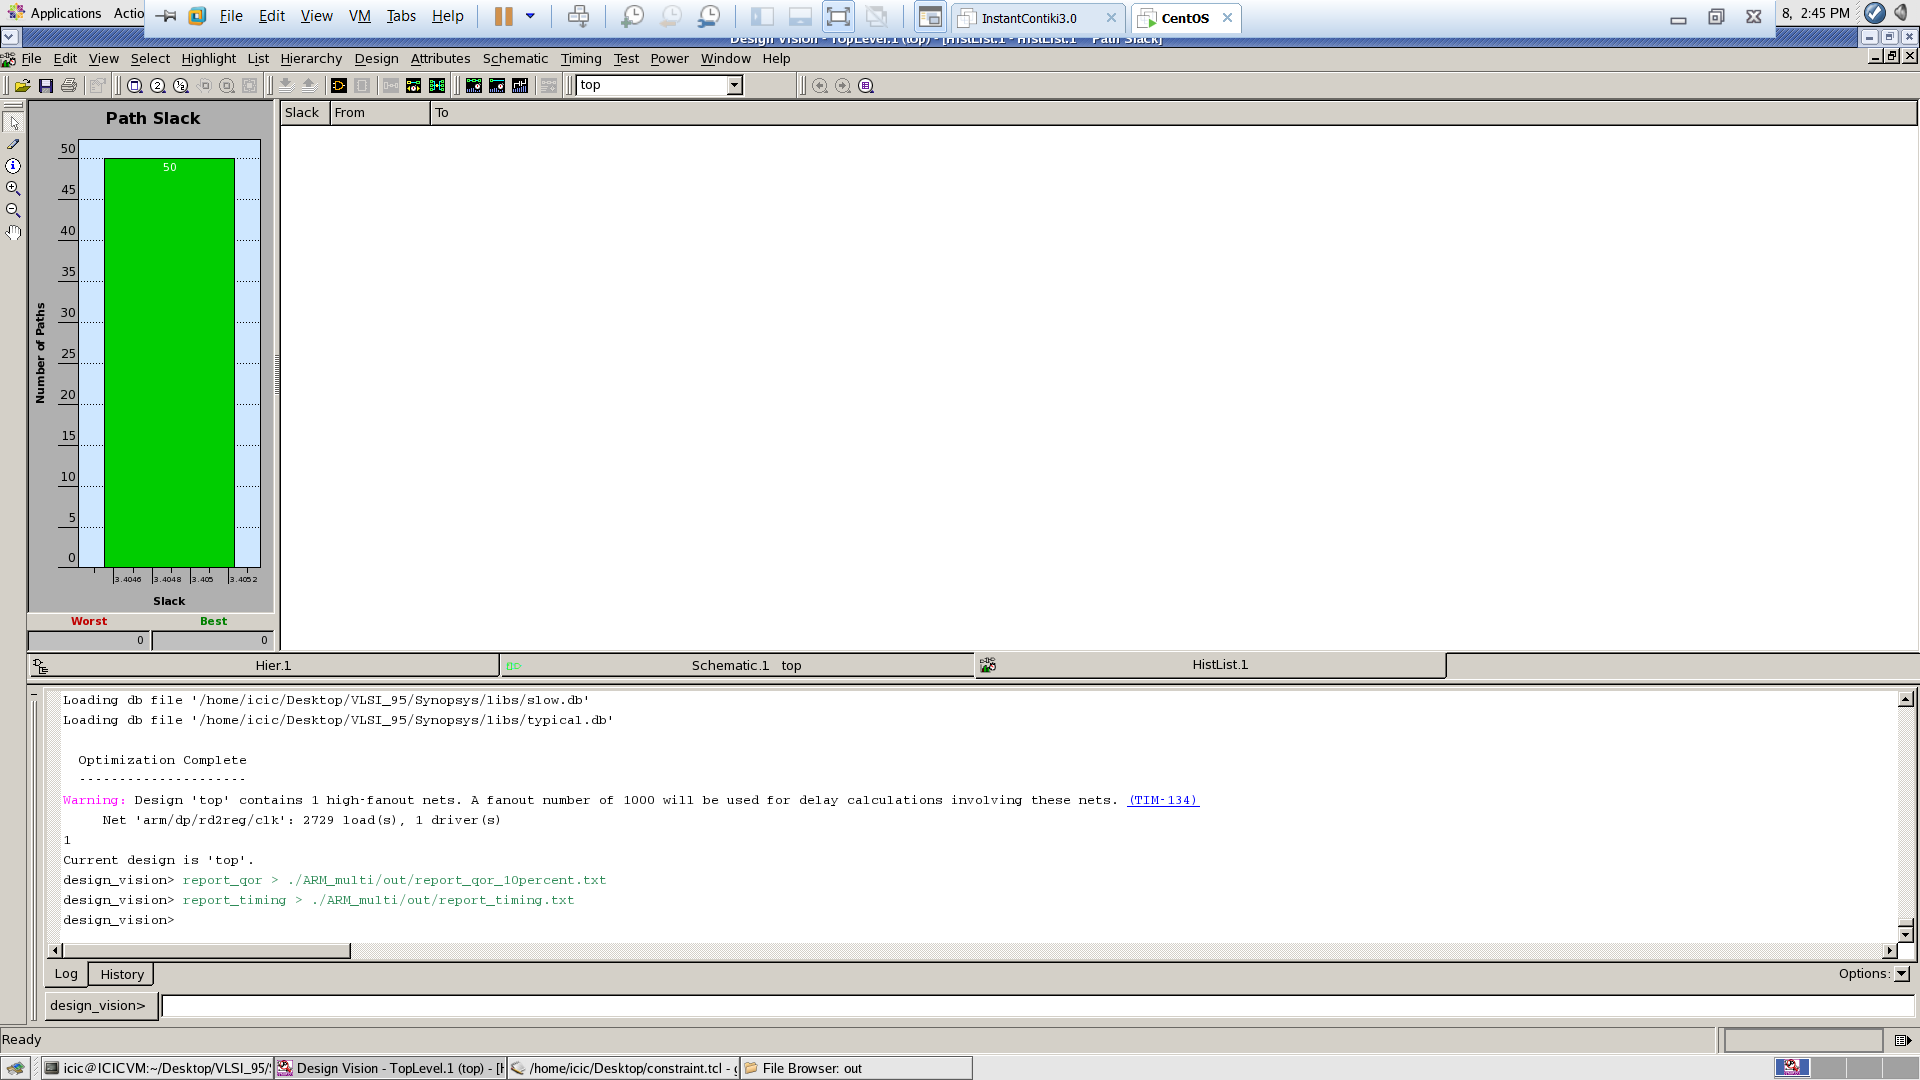 Applications Actio File Edit View VM Tabs Help InstantContiki3.0 CentOS 8, 2:45 PM
Design Vision - TopLevel.1 (top) - [HistList.1 - HistList.1 Path Slack]
File Edit View Select Highlight List Hierarchy Design Attributes Schematic Timing Test Power Window Help
top
Path Slack
50
50
45
40
35
30
25
20
15
10
5
0
Number of Paths
3.4046 3.4048 3.405 3.4052
Slack
Worst Best
0 0
Slack From To
Hier.1 Schematic.1 top HistList.1
Loading db file '/home/icic/Desktop/VLSI_95/Synopsys/libs/slow.db'
Loading db file '/home/icic/Desktop/VLSI_95/Synopsys/libs/typical.db'
Optimization Complete
---------------------
Warning: Design 'top' contains 1 high-fanout nets. A fanout number of 1000 will be used for delay calculations involving these nets. (TIM-134)
Net 'arm/dp/rd2reg/clk': 2729 load(s), 1 driver(s)
1
Current design is 'top'.
design_vision> report_qor > ./ARM_multi/out/report_qor_10percent.txt
design_vision> report_timing > ./ARM_multi/out/report_timing.txt
design_vision>
Log History Options:
design_vision>
Ready
icic@ICICVM:~/Desktop/VLSI_95/ Design Vision - TopLevel.1 (top) - [H /home/icic/Desktop/constraint.tcl - g File Browser: out